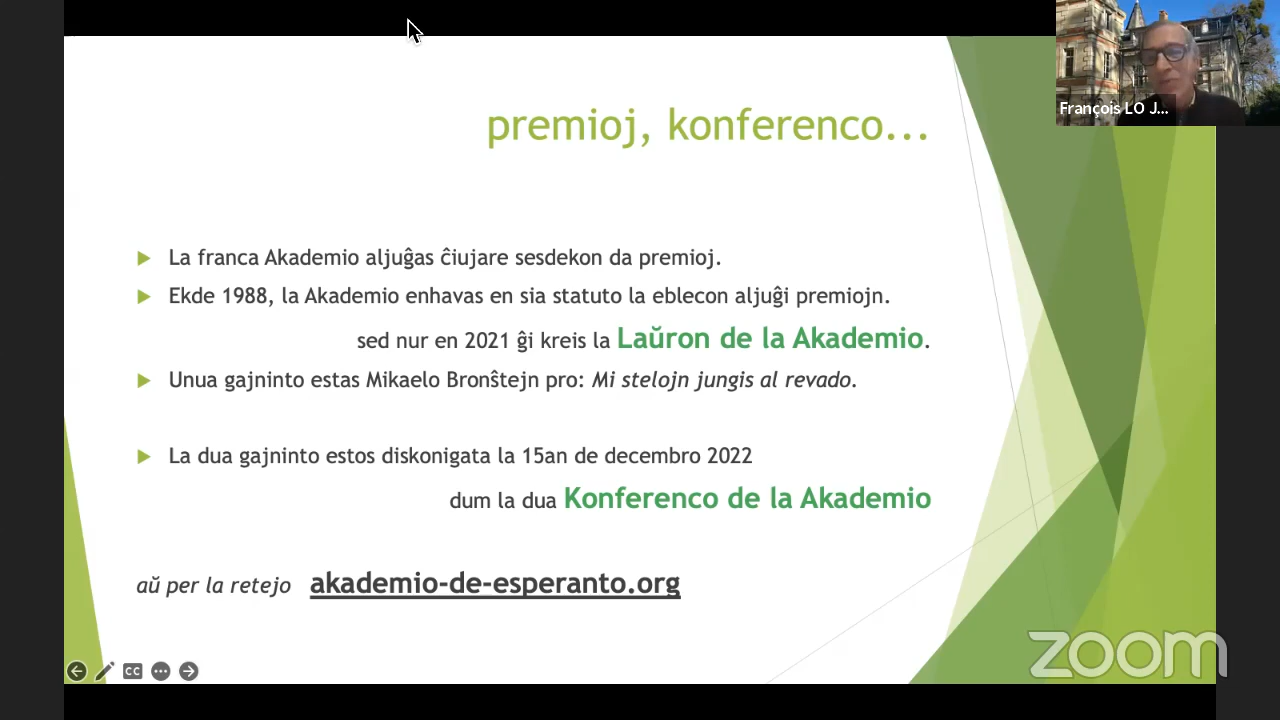 François LO J...
premioj, konferenco...
La franca Akademio aljuĝas ĉiujare sesdekon da premioj.
Ekde 1988, la Akademio enhavas en sia statuto la eblecon aljuĝi premiojn.
sed nur en 2021 ĝi kreis la Laŭron de la Akademio.
Unua gajninto estas Mikaelo Bronŝtejn pro: Mi stelojn jungis al revado.
La dua gajninto estos diskonigata la 15an de decembro 2022
dum la dua Konferenco de la Akademio
aŭ per la retejo akademio-de-esperanto.org
CC
zoom